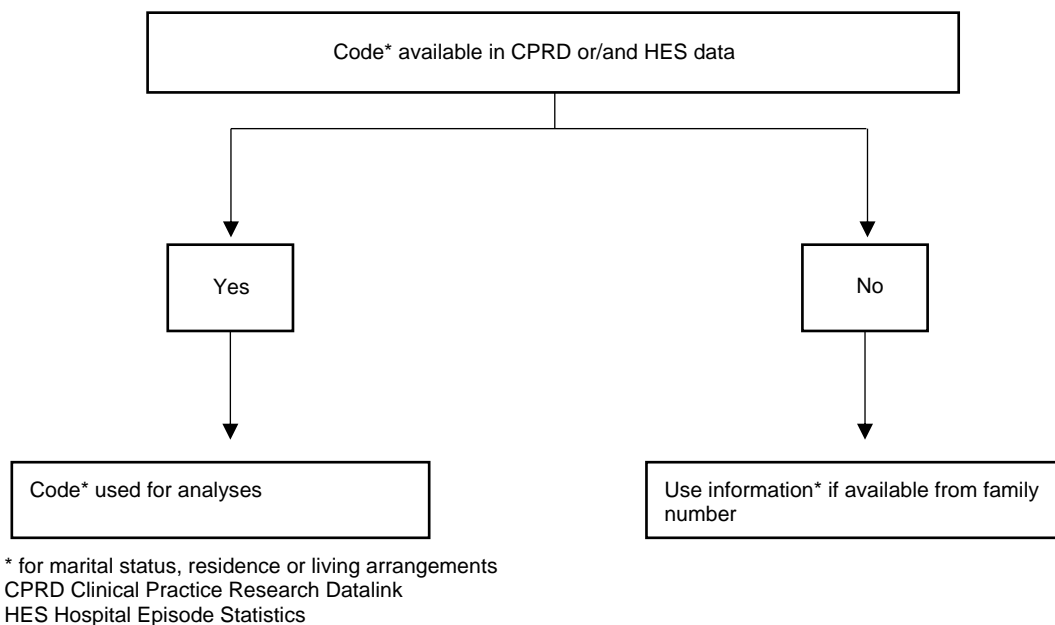 Code* available in CPRD or/and HES data
Yes
No
Code* used for analyses
Use information* if available from family
number
* for marital status, residence or living arrangements
CPRD Clinical Practice Research Datalink
HES Hospital Episode Statistics